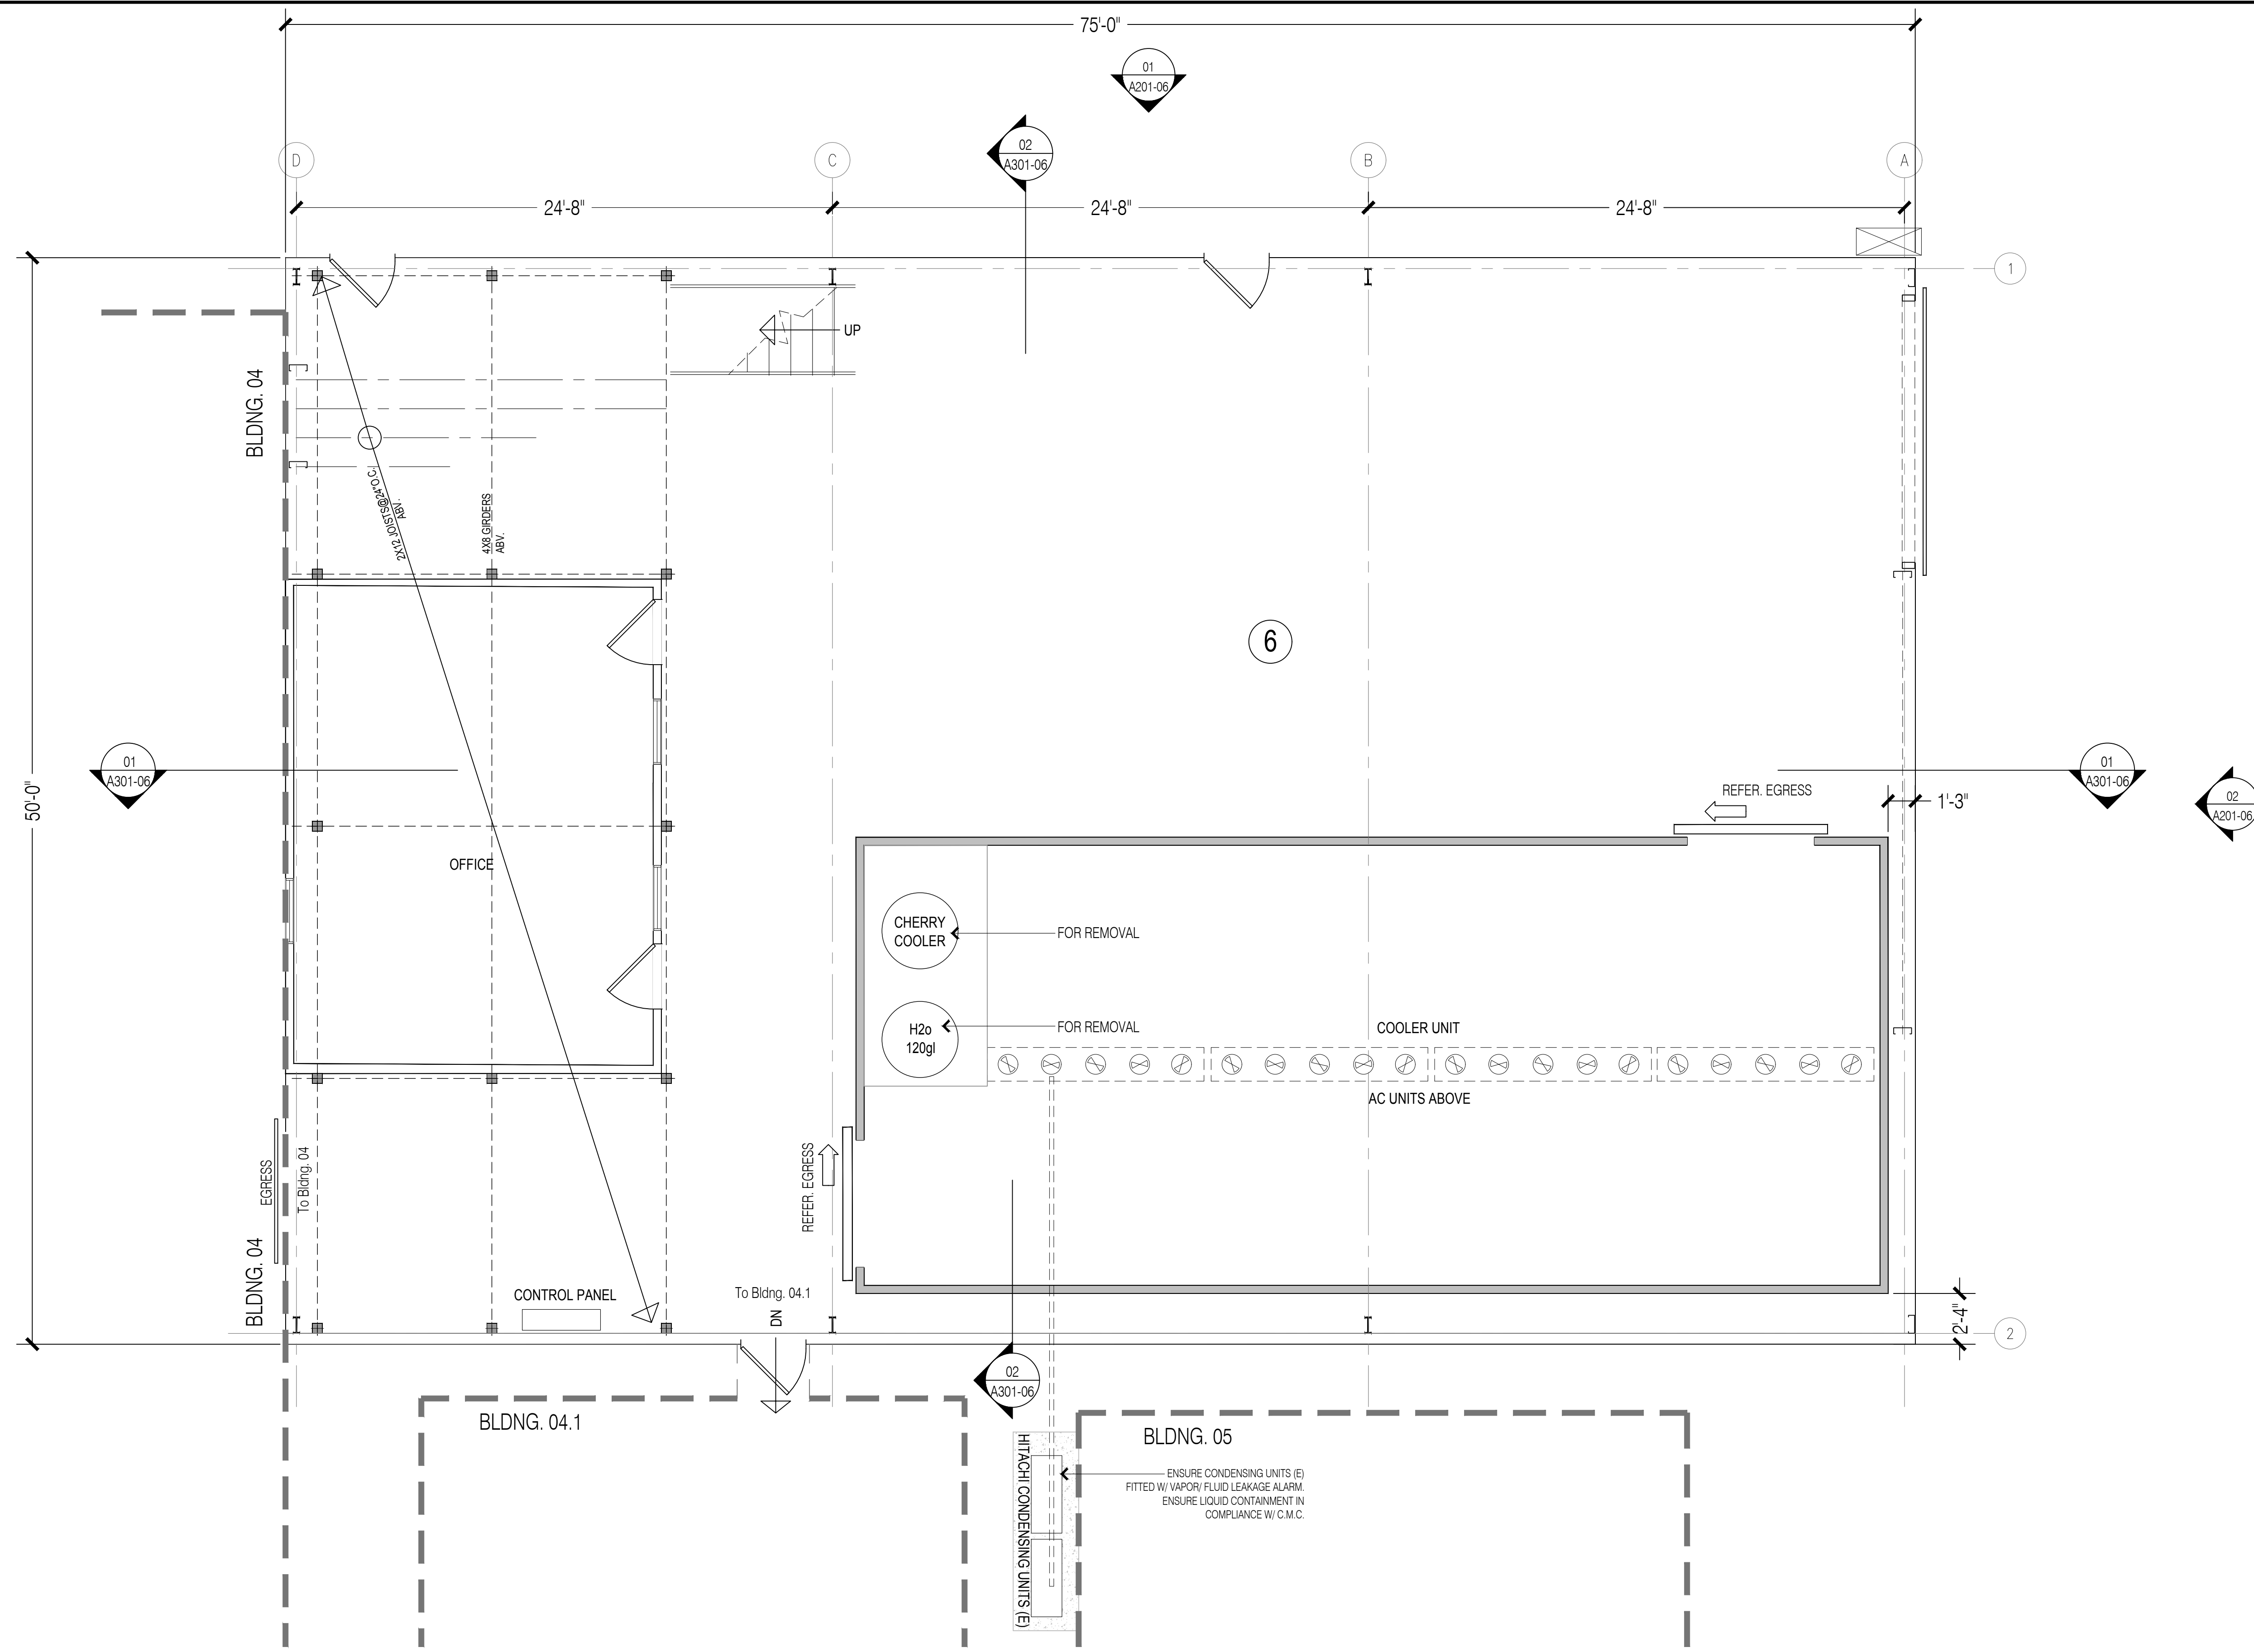 75'-0"
01
A201-06
02
A301-06
D
C
B
A
24'-8"
24'-8"
24'-8"
1
UP
BLDNG. 04
2X12 JOISTS@24"O.C.
ABV.
4X8 GIRDERS
ABV.
6
50'-0"
01
A301-06
01
A301-06
02
A201-06
REFER. EGRESS
1'-3"
OFFICE
CHERRY
COOLER
FOR REMOVAL
H2o
120gl
FOR REMOVAL
COOLER UNIT
AC UNITS ABOVE
EGRESS
To Bldng. 04
REFER. EGRESS
BLDNG. 04
CONTROL PANEL
To Bldng. 04.1
DN
2'-4"
2
02
A301-06
BLDNG. 04.1
BLDNG. 05
HITACHI CONDENSING UNITS (E)
ENSURE CONDENSING UNITS (E)
FITTED W/ VAPOR/ FLUID LEAKAGE ALARM.
ENSURE LIQUID CONTAINMENT IN
COMPLIANCE W/ C.M.C.